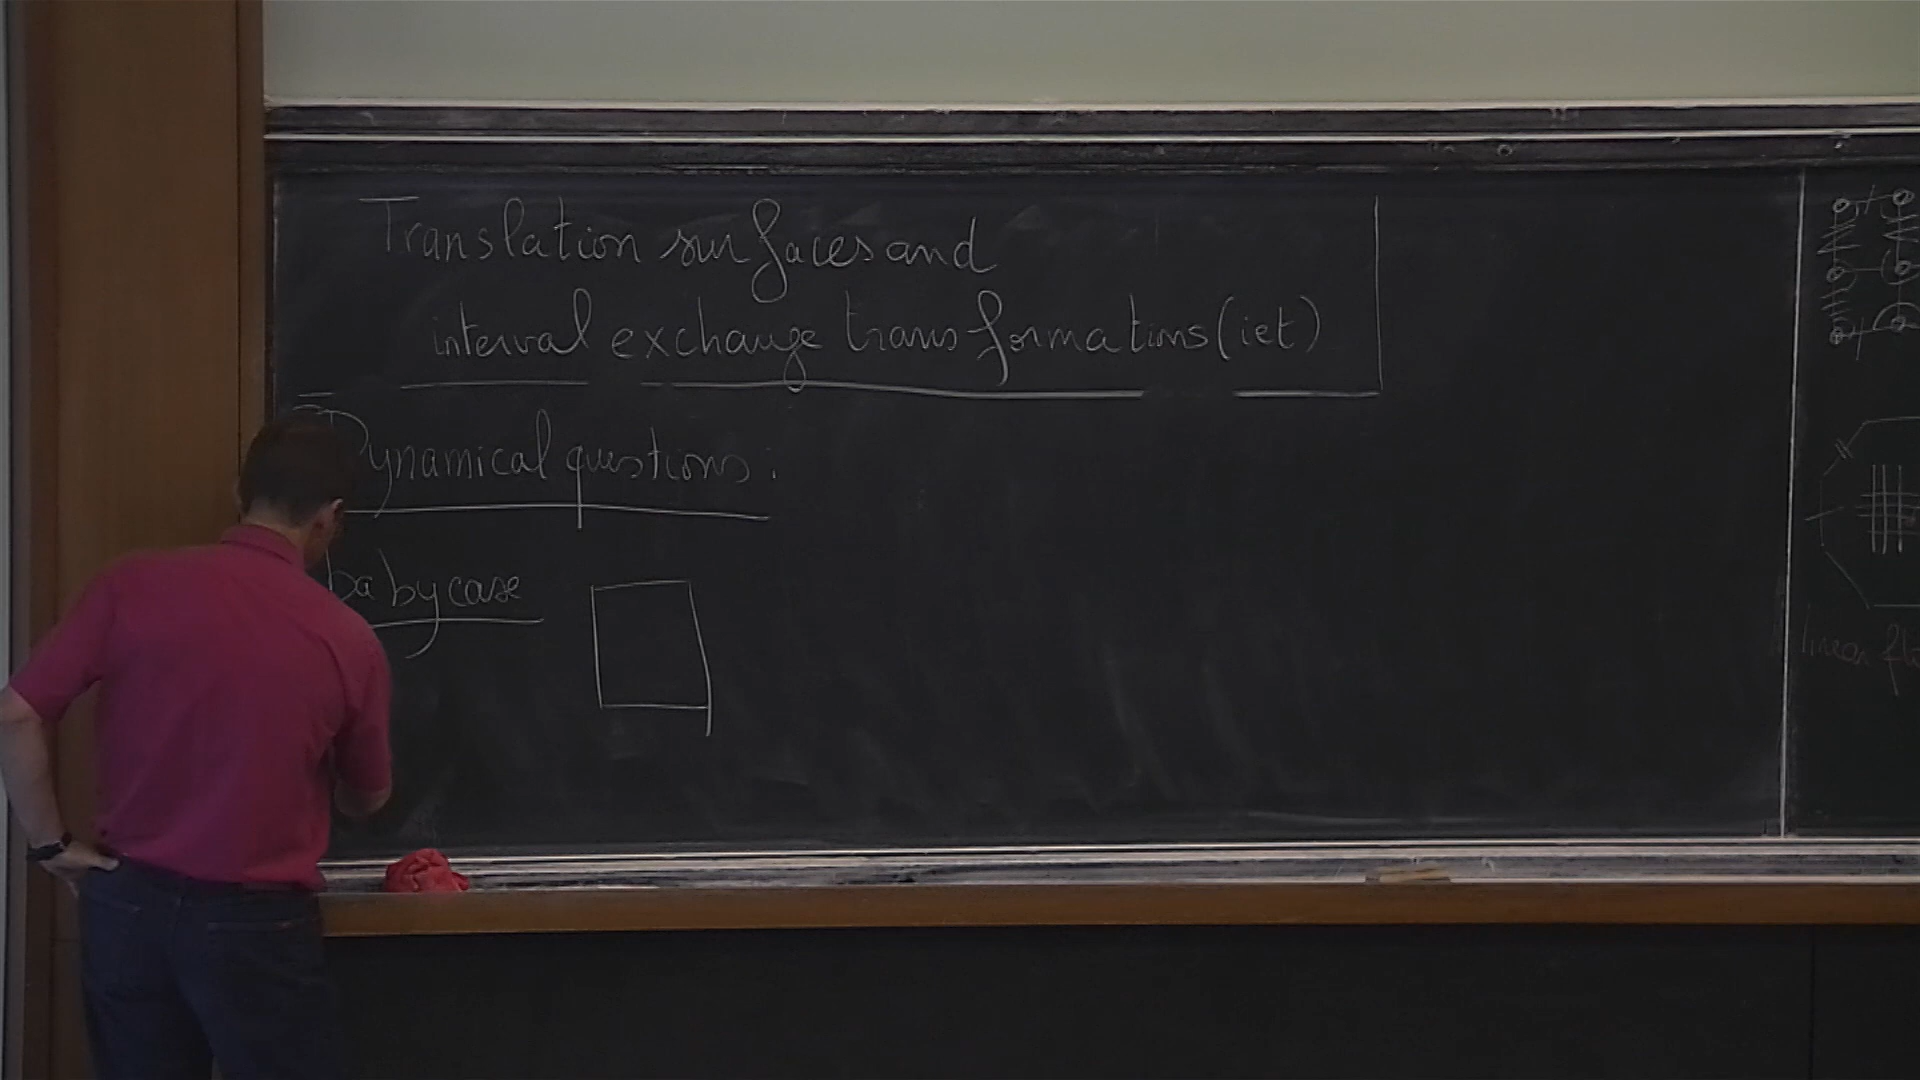 Translation surfaces and
interval exchange transformations (iet)
Dynamical questions:
baby case
linear